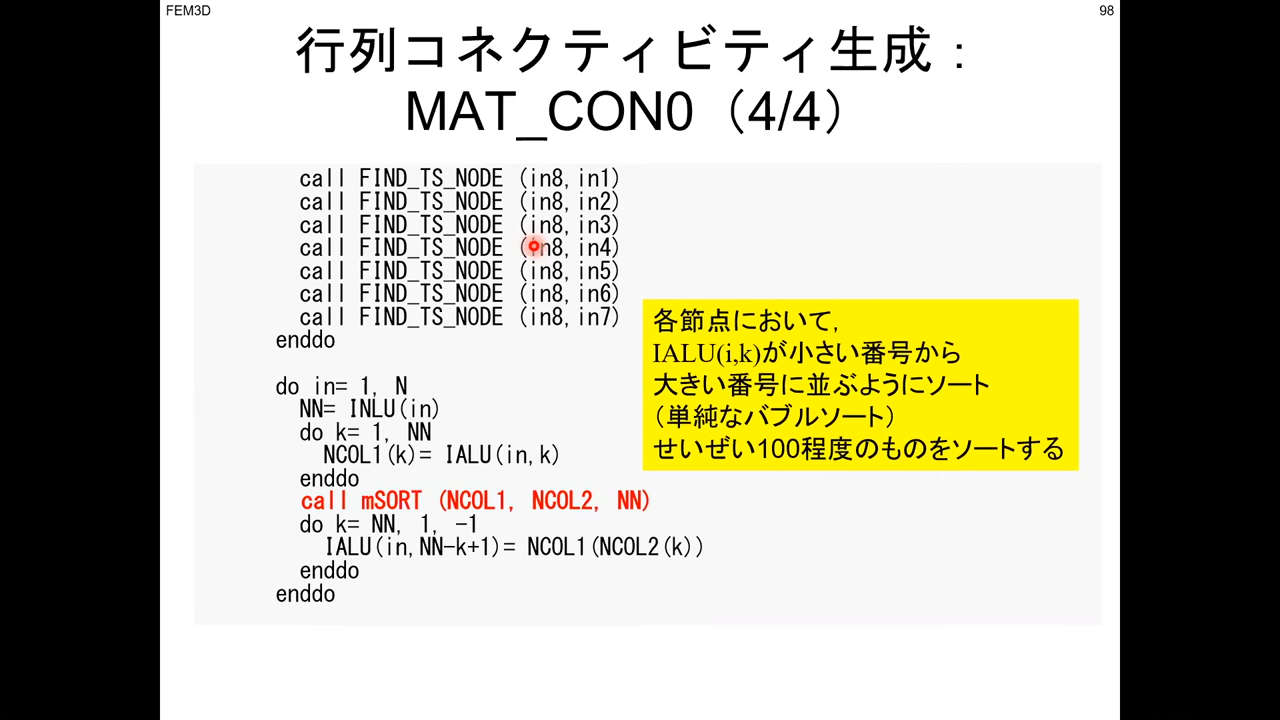 FEM3D
98
行列コネクティビティ生成：
MAT_CON0（4/4）
call FIND_TS_NODE (in8,in1)
call FIND_TS_NODE (in8,in2)
call FIND_TS_NODE (in8,in3)
call FIND_TS_NODE (in8,in4)
call FIND_TS_NODE (in8,in5)
call FIND_TS_NODE (in8,in6)
call FIND_TS_NODE (in8,in7)
enddo
do in= 1, N
NN= INLU(in)
do k= 1, NN
NCOL1(k)= IALU(in,k)
enddo
call mSORT (NCOL1, NCOL2, NN)
do k= NN, 1, -1
IALU(in,NN-k+1)= NCOL1(NCOL2(k))
enddo
enddo
各節点において，
IALU(i,k)が小さい番号から
大きい番号に並ぶようにソート
（単純なバブルソート）
せいぜい100程度のものをソートする